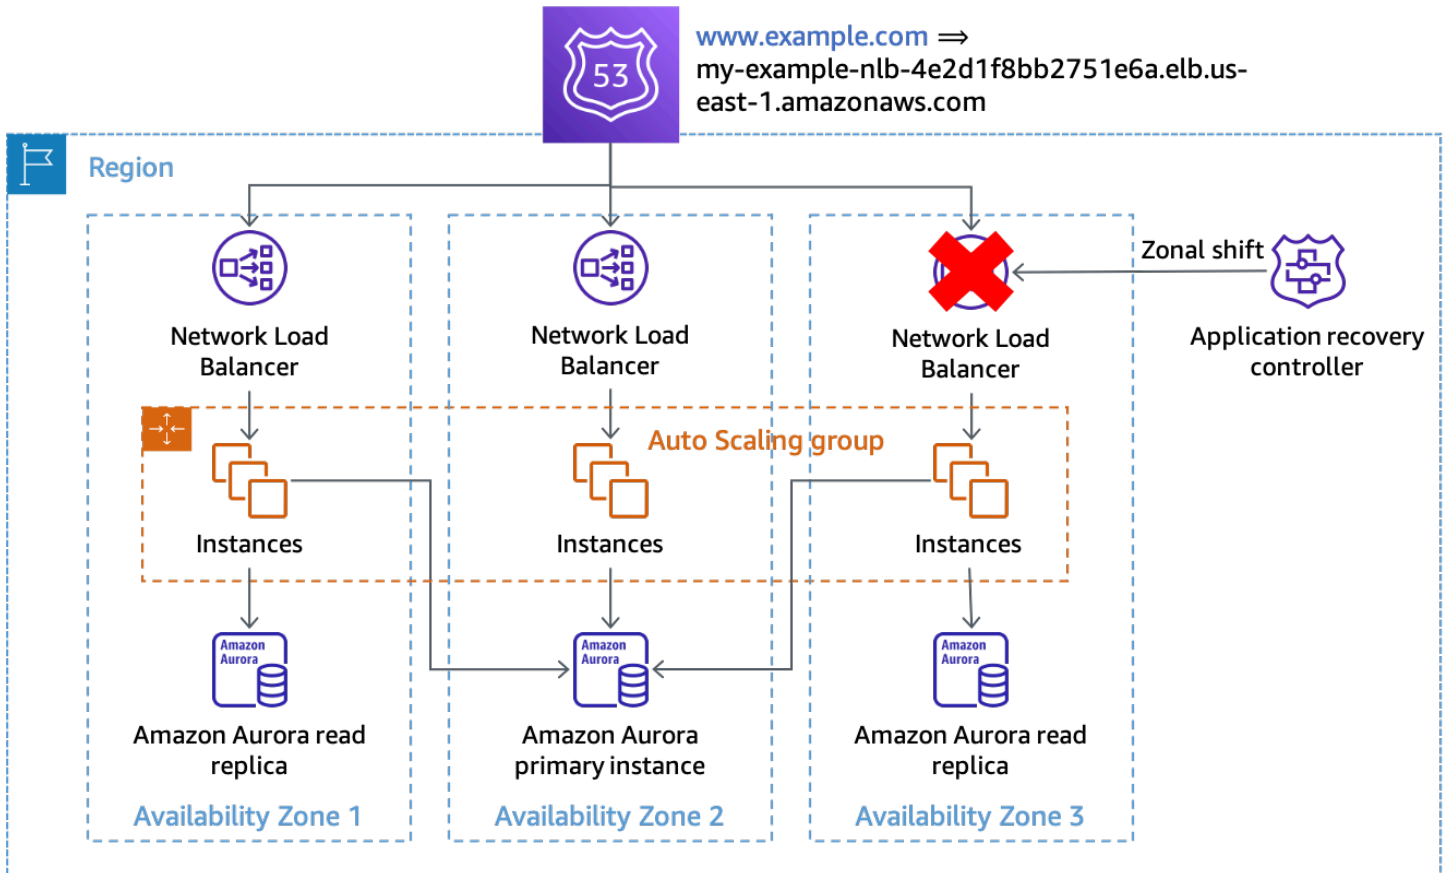 53
www.example.com ⟹
my-example-nlb-4e2d1f8bb2751e6a.elb.us-
east-1.amazonaws.com
Region
Zonal shift
Network Load
Balancer
Network Load
Balancer
Network Load
Balancer
Application recovery
controller
Auto Scaling group
Instances
Instances
Instances
Amazon
Aurora
Amazon
Aurora
Amazon
Aurora
Amazon Aurora read
replica
Amazon Aurora
primary instance
Amazon Aurora read
replica
Availability Zone 1
Availability Zone 2
Availability Zone 3